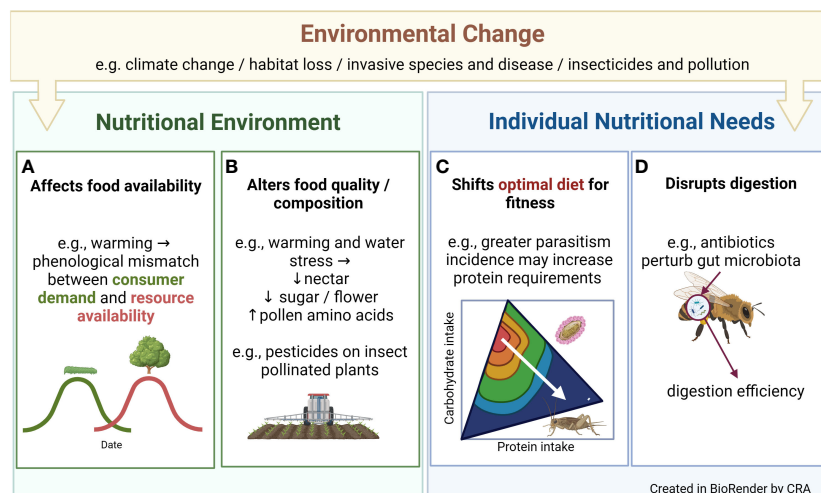 Environmental Change
e.g. climate change / habitat loss / invasive species and disease / insecticides and pollution
Nutritional Environment
Individual Nutritional Needs
A
Affects food availability
e.g., warming →
phenological mismatch
between consumer
demand and resource
availability
Date
B
Alters food quality /
composition
e.g., warming and water
stress →
↓nectar
↓ sugar / flower
↑pollen amino acids
e.g., pesticides on insect
pollinated plants
C
Shifts optimal diet for
fitness
e.g., greater parasitism
incidence may increase
protein requirements
Carbohydrate intake
Protein intake
D
Disrupts digestion
e.g., antibiotics
perturb gut microbiota
digestion efficiency
Created in BioRender by CRA